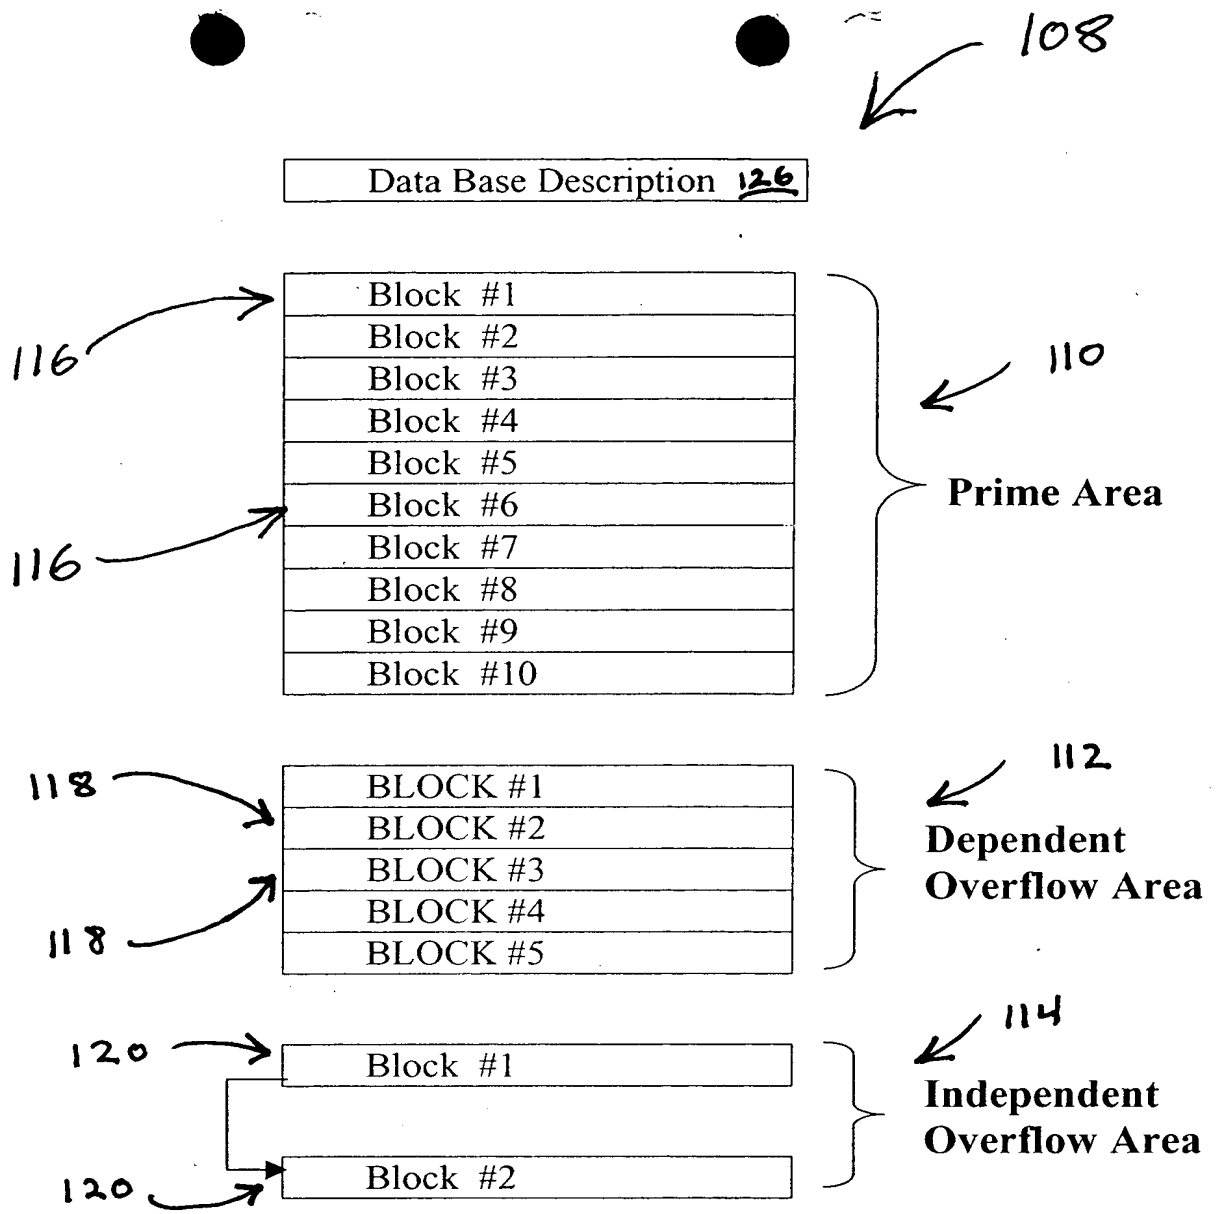 108
Data Base Description 126
Block #1
116
Block #2
110
Block #3
Block #4
Block #5
Prime Area
Block #6
116
Block #7
Block #8
Block #9
Block #10
112
118
BLOCK #1
BLOCK #2
Dependent
Overflow Area
BLOCK #3
BLOCK #4
118
BLOCK #5
114
120
Block #1
Independent
Overflow Area
Block #2
120